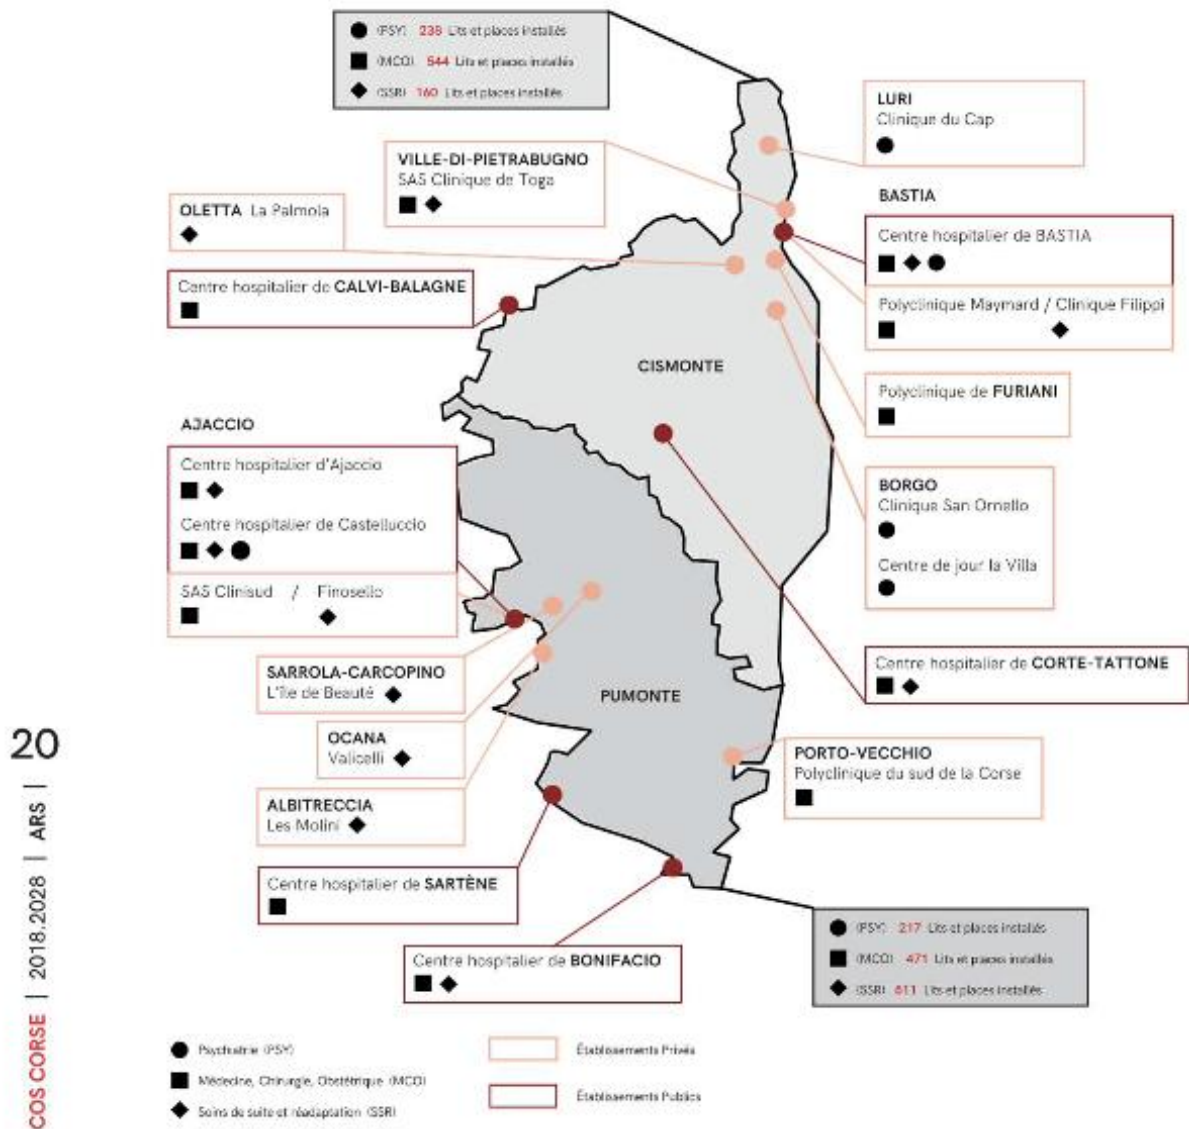 (PSY) 238 Lits et places installés
(MCO) 544 Lits et places installés
(SSR) 160 Lits et places installés
LURI
Clinique du Cap
VILLE-DI-PIETRABUGNO
SAS Clinique de Toga
BASTIA
OLETTA La Palmola
Centre hospitalier de BASTIA
Centre hospitalier de CALVI-BALAGNE
Polyclinique Maymard / Clinique Filippi
CISMONTE
Polyclinique de FURIANI
AJACCIO
Centre hospitalier d'Ajaccio
BORGO
Clinique San Ornello
Centre hospitalier de Castelluccio
Centre de jour la Villa
SAS Clinisud / Finosello
SARROLA-CARCOPINO
L'île de Beauté
Centre hospitalier de CORTE-TATTONE
PUMONTE
OCANA
Valicelli
PORTO-VECCHIO
Polyclinique du sud de la Corse
ALBITRECCIA
Les Molini
Centre hospitalier de SARTÈNE
Centre hospitalier de BONIFACIO
(PSY) 217 Lits et places installés
(MCO) 471 Lits et places installés
(SSR) 611 Lits et places installés
Psychiatrie (PSY)
Médecine, Chirurgie, Obstétrique (MCO)
Soins de suite et réadaptation (SSR)
Établissements Privés
Établissements Publics
20
COS CORSE | 2018.2028 | ARS |